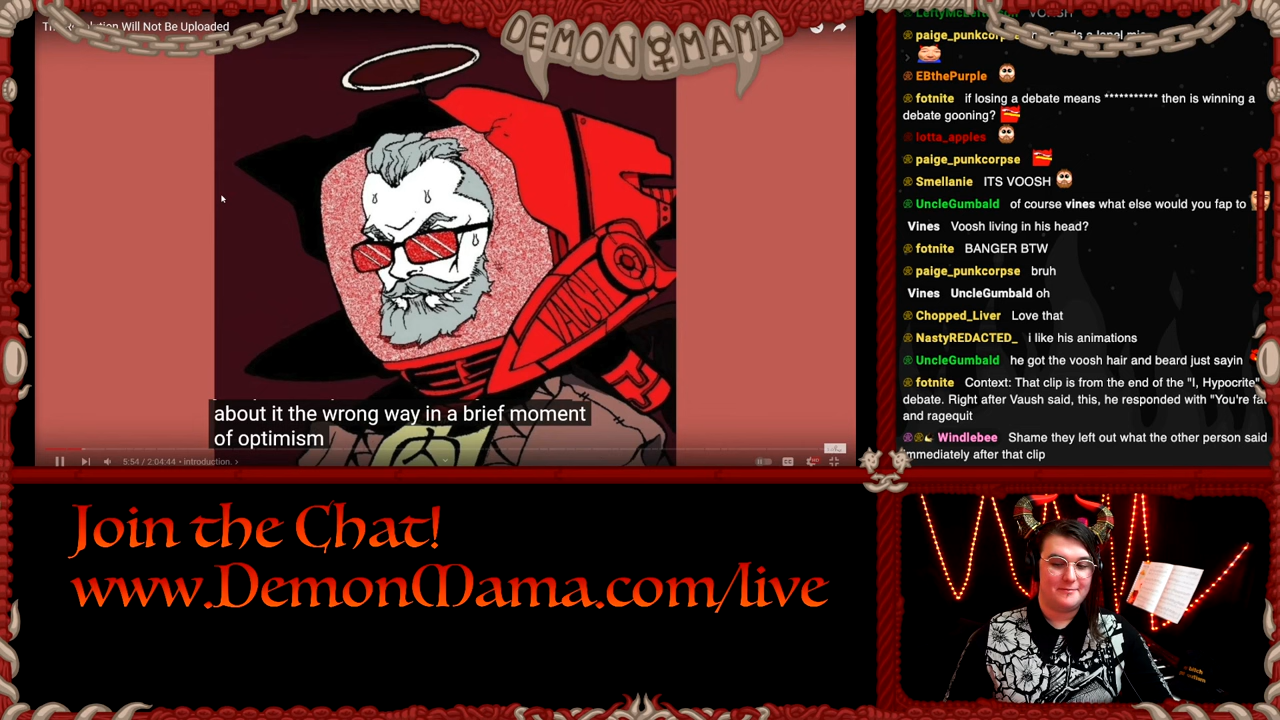 Will Not Be Uploaded
DEMON MAMA
VAUSH
about it the wrong way in a brief moment
of optimism
5:54 / 2:04:44 • introduction. >
Join the Chat!
www.DemonMama.com/live
EBthePurple
fotnite if losing a debate means *********** then is winning a
debate gooning?
lotta_apples
paige_punkcorpse
Smellanie ITS VOOSH
UncleGumbald of course vines what else would you fap to
Vines Voosh living in his head?
fotnite BANGER BTW
paige_punkcorpse bruh
Vines UncleGumbald oh
Chopped_Liver Love that
NastyREDACTED_ i like his animations
UncleGumbald he got the voosh hair and beard just sayin
fotnite Context: That clip is from the end of the "I, Hypocrite"
debate. Right after Vaush said, this, he responded with "You're
and ragequit
Windlebee Shame they left out what the other person said
immediately after that clip